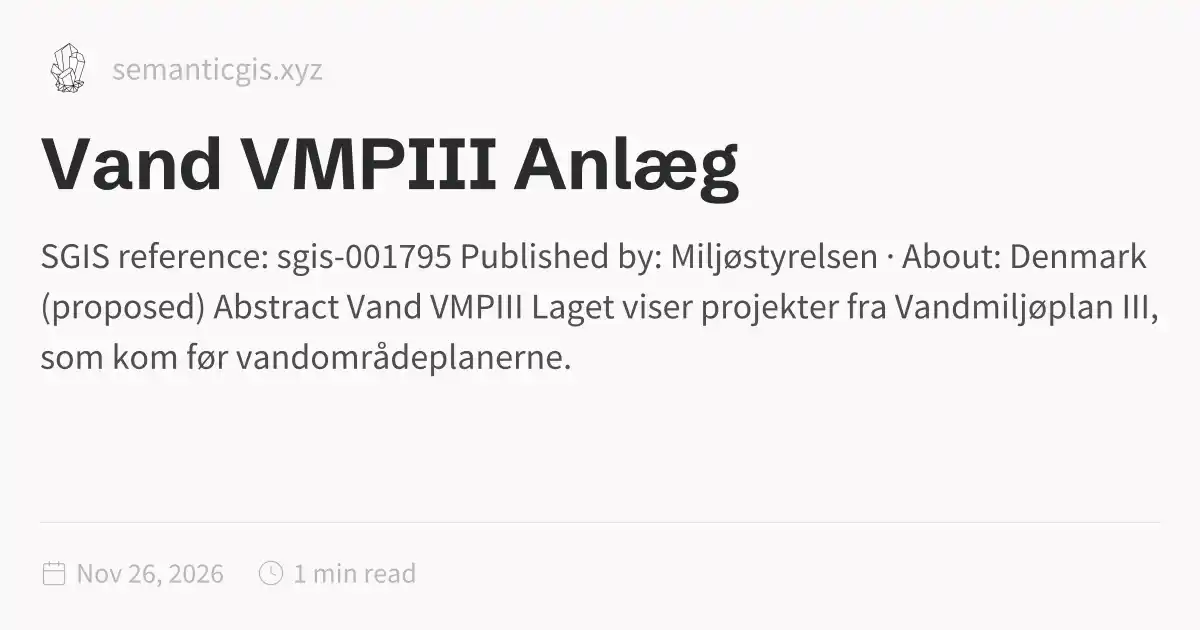 semanticgis.xyz
Vand VMPIII Anlæg
SGIS reference: sgis-001795 Published by: Miljøstyrelsen · About: Denmark
(proposed) Abstract Vand VMPIII Laget viser projekter fra Vandmiljøplan III,
som kom før vandområdeplanerne.
Nov 26, 2026 1 min read